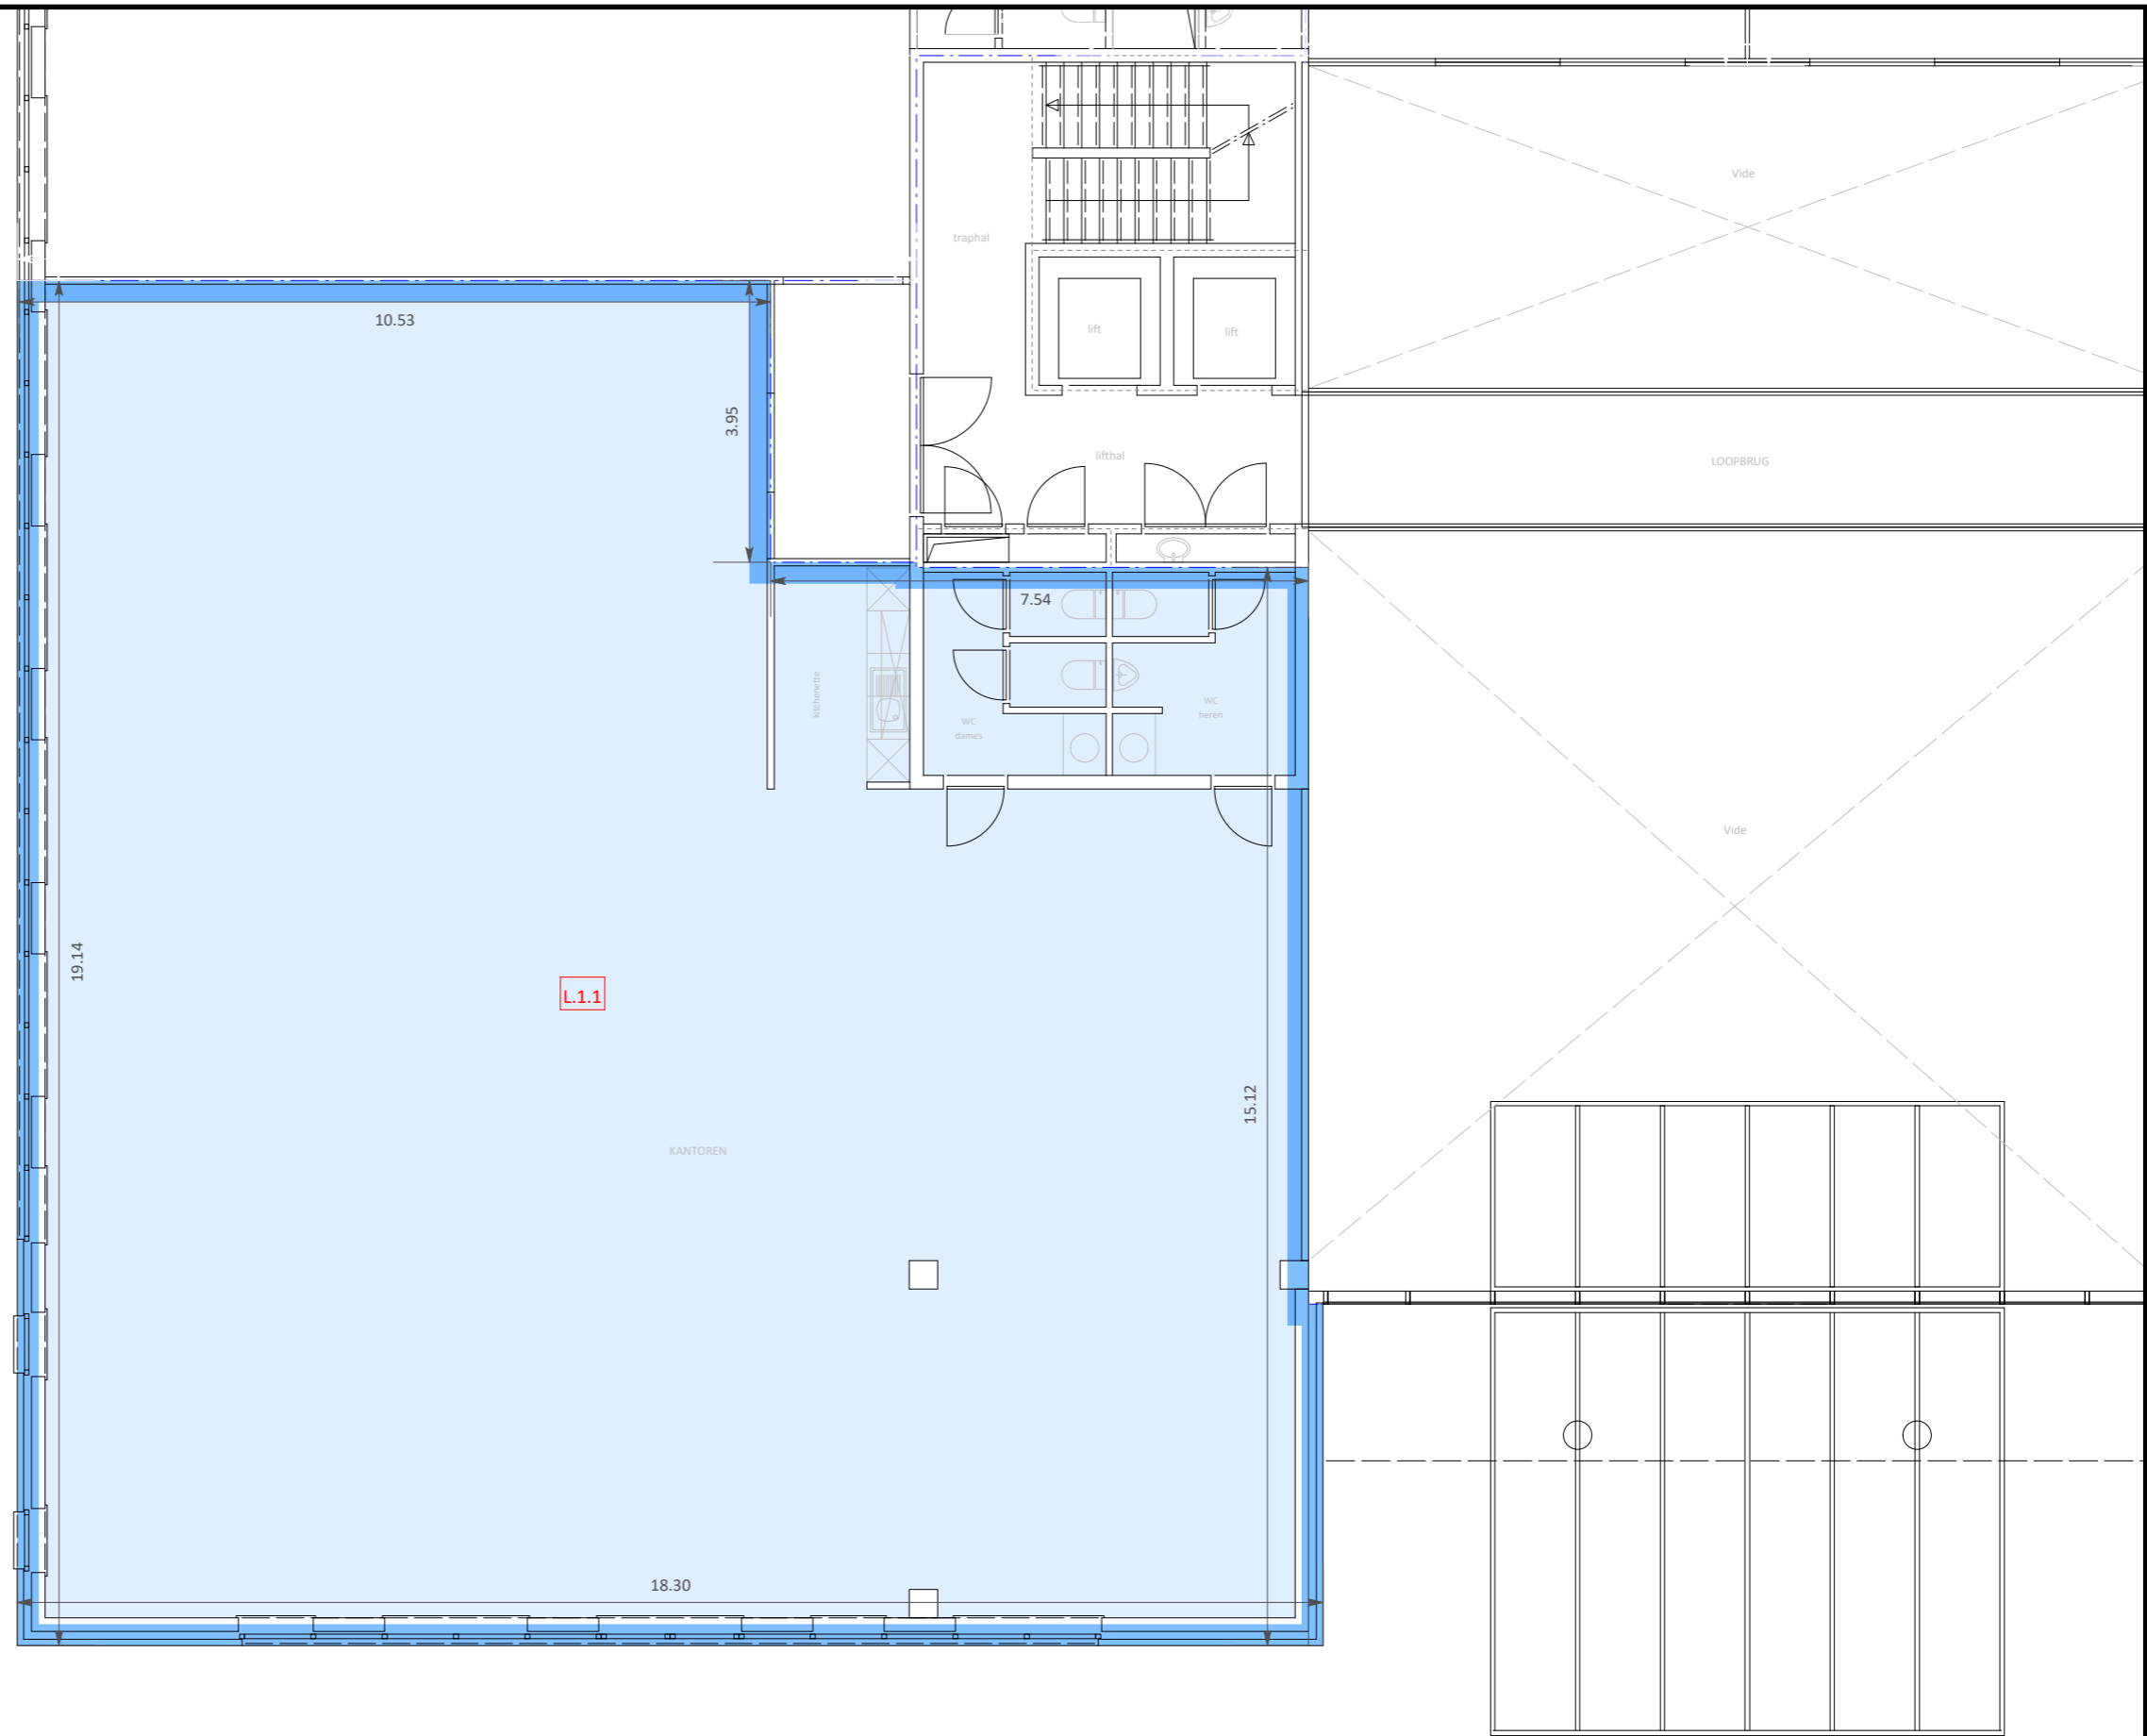 Vide
traphal
lift
lift
10.53
3.95
lifthal
LOOPBRUG
7.54
kitchenette
WC
dames
WC
heren
Vide
19.14
L.1.1
15.12
KANTOREN
18.30